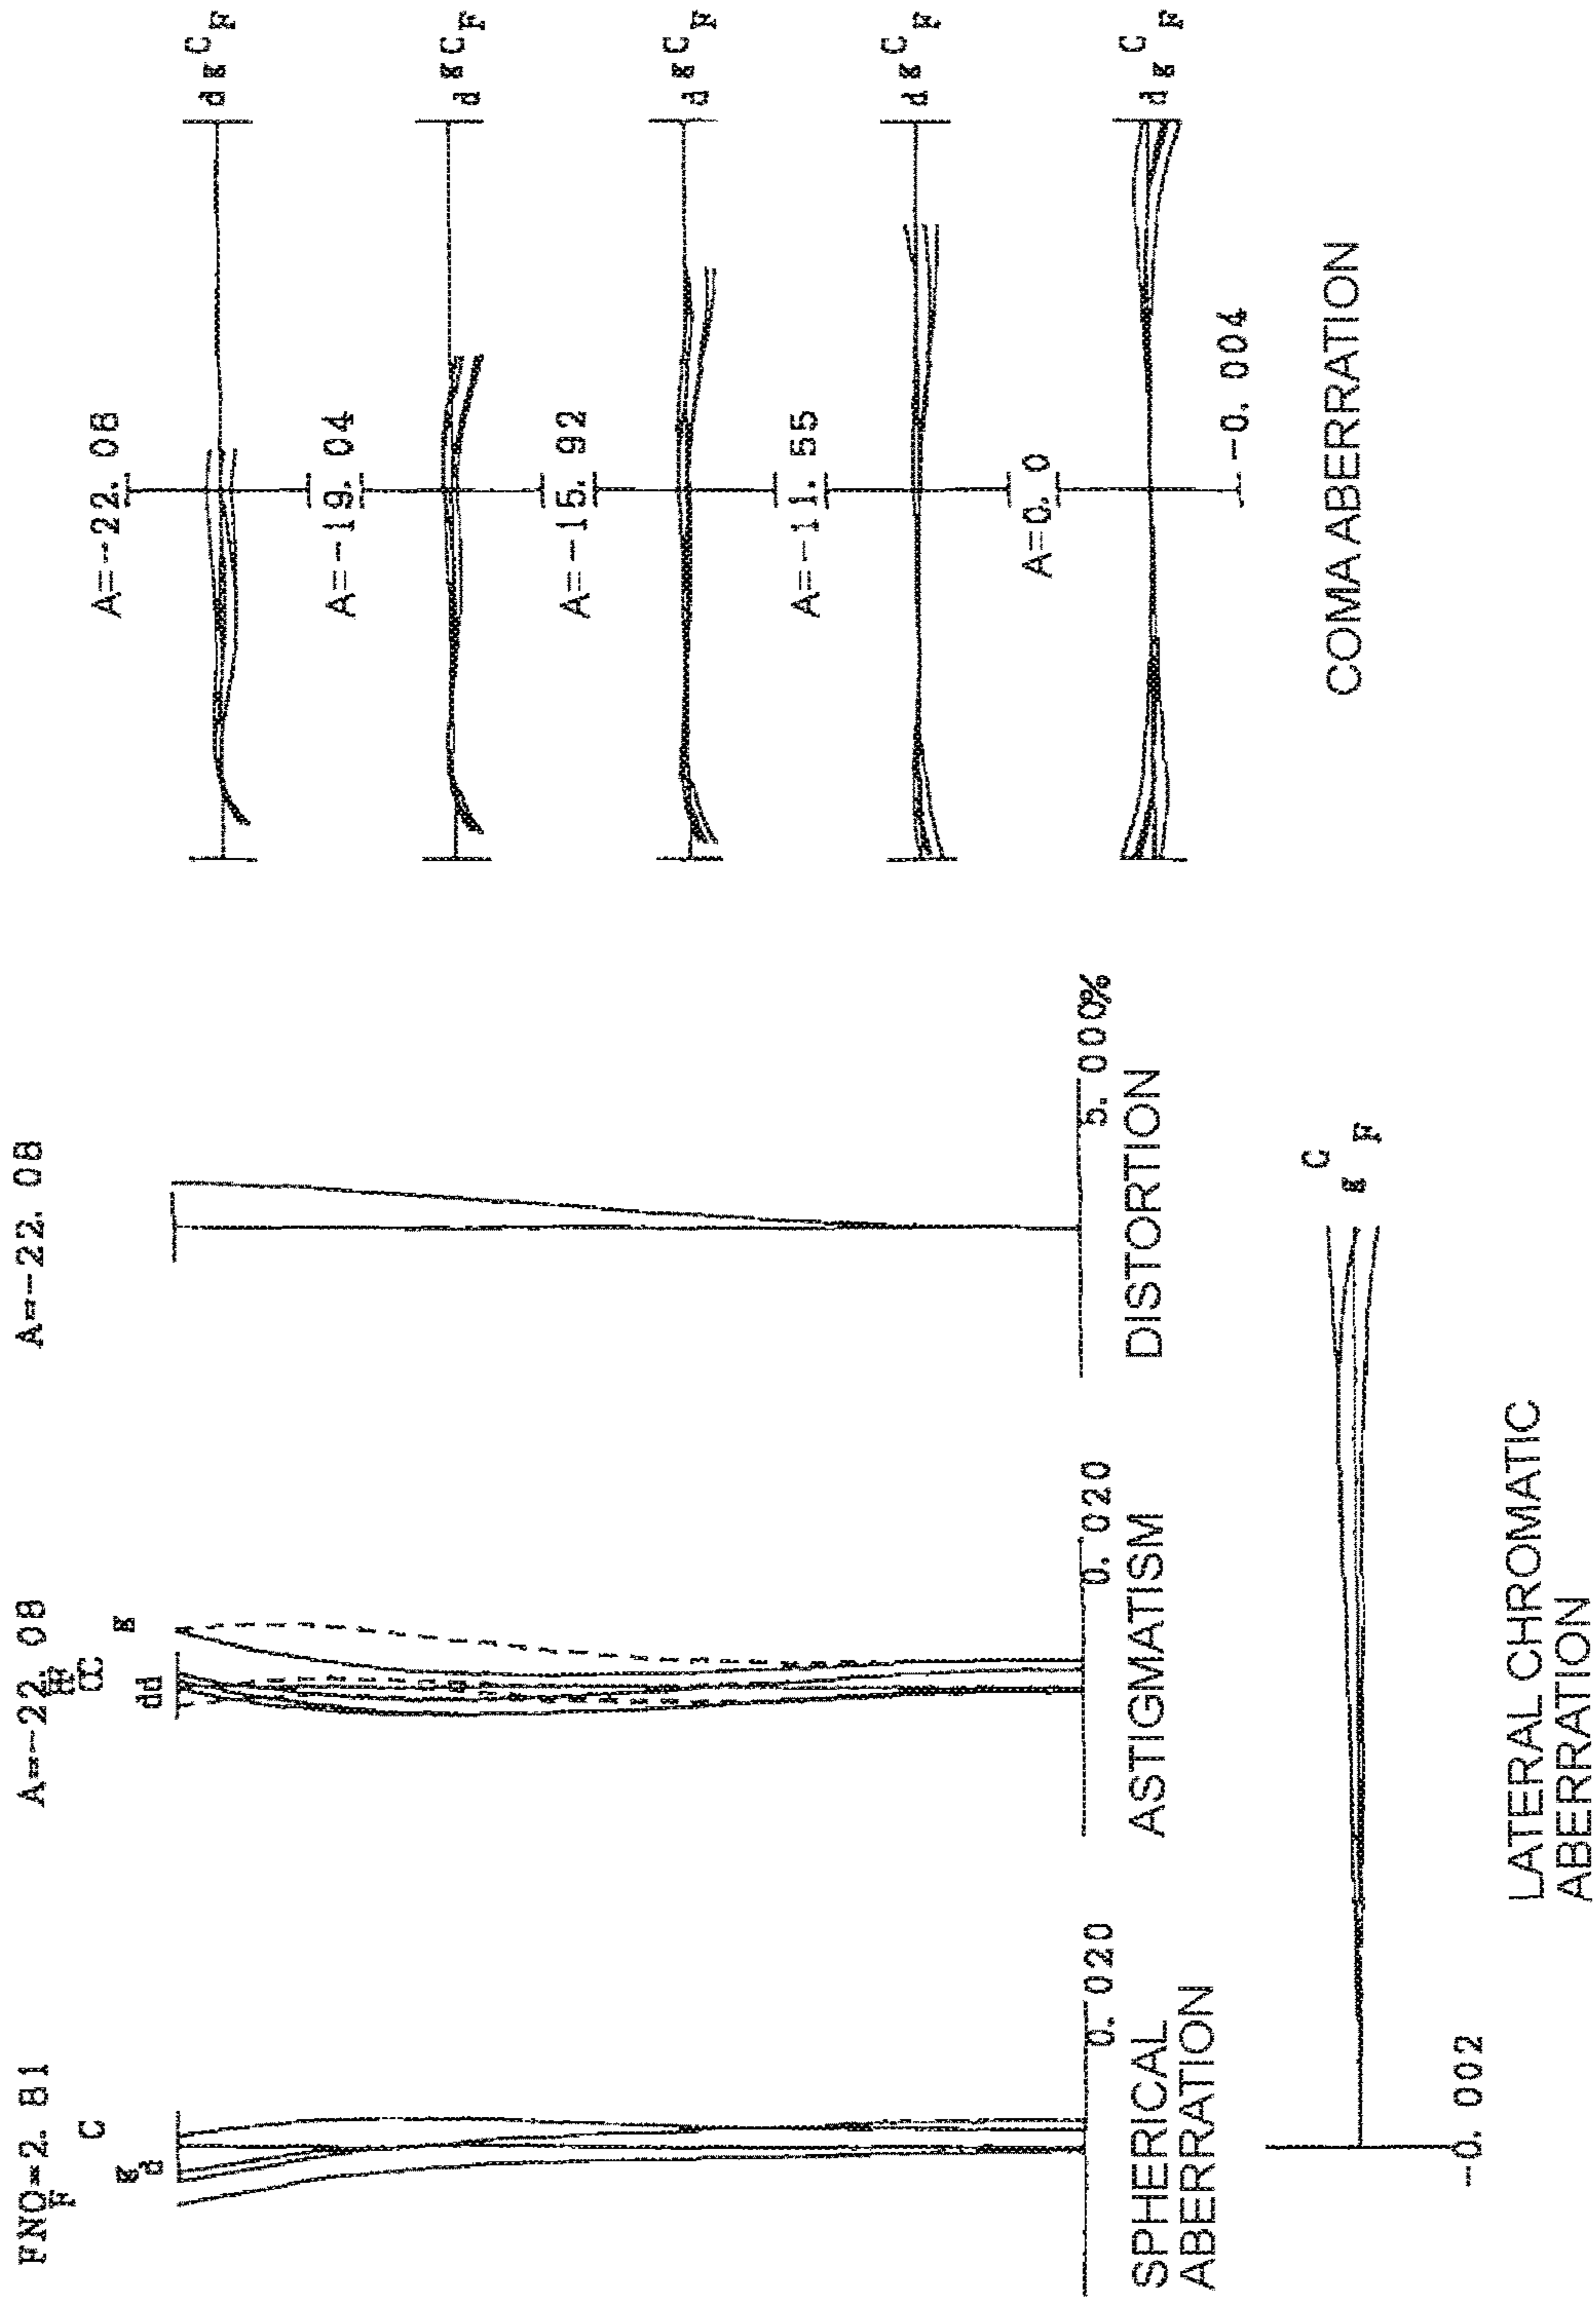 FNO=2. 81
F
g
d
C
0. 020
SPHERICAL
ABERRATION
A=-22. 08
dd
C
g
0. 020
ASTIGMATISM
A=-22. 08
5. 000%
DISTORTION
-0. 002
C
g
F
LATERAL CHROMATIC
ABERRATION
A=-22. 08
d g C F
A=-19. 04
d g C F
A=-15. 92
d g C F
A=-11. 55
d g C F
A=0. 0
d g C F
-0. 004
COMA ABERRATION